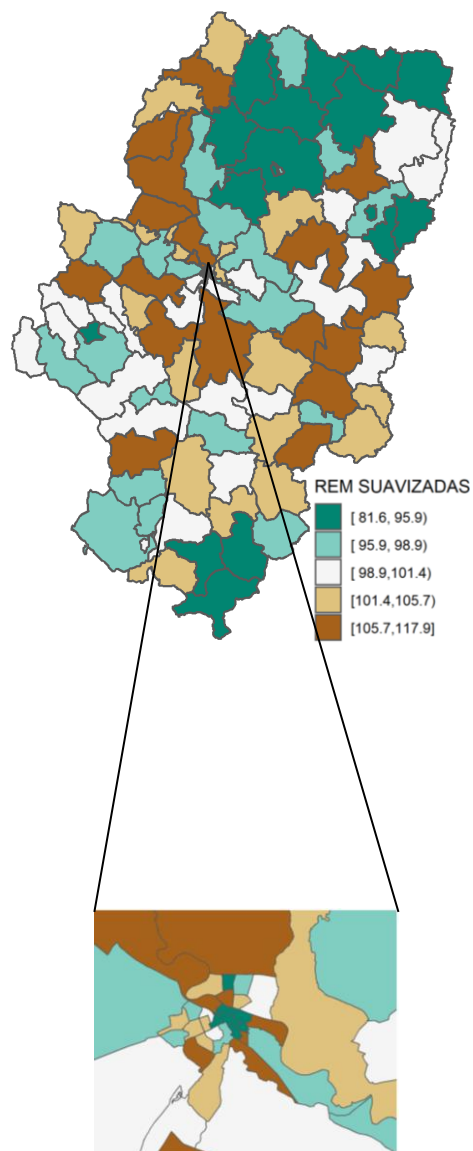 REM SUAVIZADAS
[ 81.6, 95.9)
[ 95.9, 98.9)
[ 98.9,101.4)
[101.4,105.7)
[105.7,117.9]